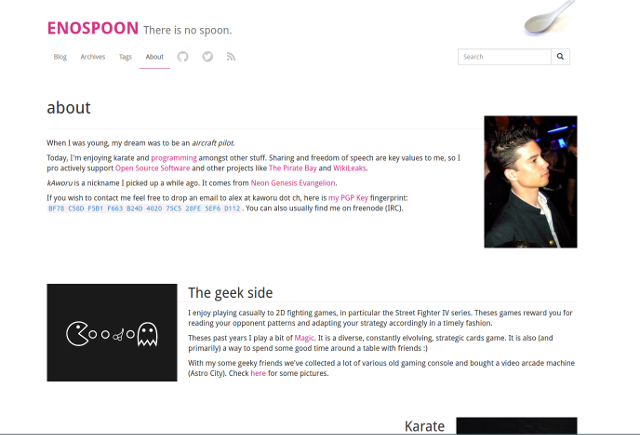 ENOSPOON There is no spoon.
Blog Archives Tags About Search
about
When I was young, my dream was to be an aircraft pilot.
Today, I'm enjoying karate and programming amongst other stuff. Sharing and freedom of speech are key values to me, so I
pro actively support Open Source Software and other projects like The Pirate Bay and WikiLeaks.
kAworu is a nickname I picked up a while ago. It comes from Neon Genesis Evangelion.
If you wish to contact me feel free to drop an email to alex at kaworu dot ch, here is my PGP Key fingerprint:
BF78 C58D F5B1 F663 B24D 4020 75C5 28FE 5EF6 D112. You can also usually find me on freenode (IRC).
The geek side
I enjoy playing casually to 2D fighting games, in particular the Street Fighter IV series. Theses games reward you for
reading your opponent patterns and adapting your strategy accordingly in a timely fashion.
Theses past years I play a bit of Magic. It is a diverse, constantly evolving, strategic cards game. It is also (and
primarily) a way to spend some good time around a table with friends :)
With my some geeky friends we've collected a lot of various old gaming console and bought a video arcade machine
(Astro City). Check here for some pictures.
Karate